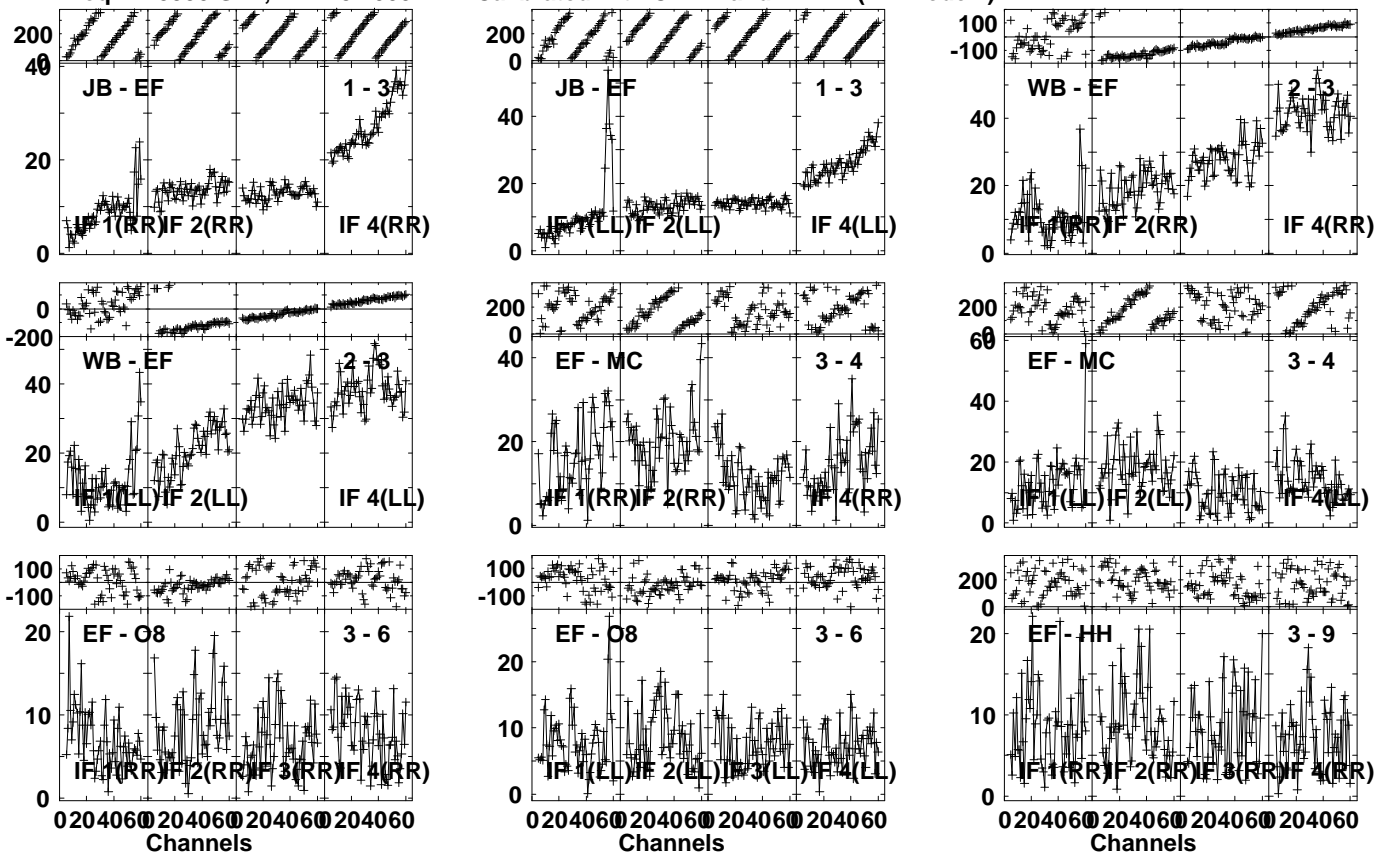 200
0
200
0
100
-100
JB - EF 1 - 3
40
20
0
IF 1(RR) IF 2(RR) IF 4(RR)
JB - EF 1 - 3
40
20
0
IF 1(LL) IF 2(LL) IF 4(LL)
WB - EF 2 - 3
40
20
0
IF 1(RR) IF 2(RR) IF 4(RR)
0
-200
200
0
200
0
WB - EF 2 - 3
40
20
0
IF 1(LL) IF 2(LL) IF 4(LL)
EF - MC 3 - 4
40
20
0
IF 1(RR) IF 2(RR) IF 4(RR)
EF - MC 3 - 4
60
40
20
0
IF 1(LL) IF 2(LL) IF 4(LL)
100
-100
100
-100
200
0
EF - O8 3 - 6
20
10
0
IF 1(RR) IF 2(RR) IF 3(RR) IF 4(RR)
EF - O8 3 - 6
20
10
0
IF 1(LL) IF 2(LL) IF 3(LL) IF 4(LL)
EF - HH 3 - 9
20
10
0
IF 1(RR) IF 2(RR) IF 3(RR) IF 4(RR)
0 20 40 60 0 20 40 60 0 20 40 60 0 20 40 60
Channels
0 20 40 60 0 20 40 60 0 20 40 60 0 20 40 60
Channels
0 20 40 60 0 20 40 60 0 20 40 60 0 20 40 60
Channels